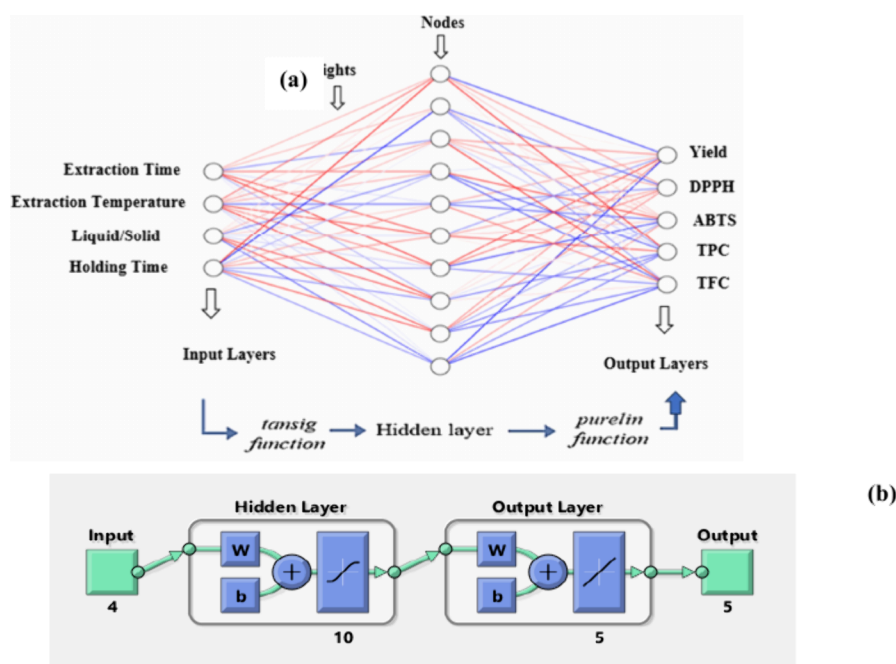 Nodes
(a)
ights
Extraction Time
Extraction Temperature
Liquid/Solid
Holding Time
Yield
DPPH
ABTS
TPC
TFC
Input Layers
Output Layers
tansig
function
Hidden layer
purelin
function
(b)
Hidden Layer
Output Layer
Input
Output
W
b
+
W
b
+
4
10
5
5